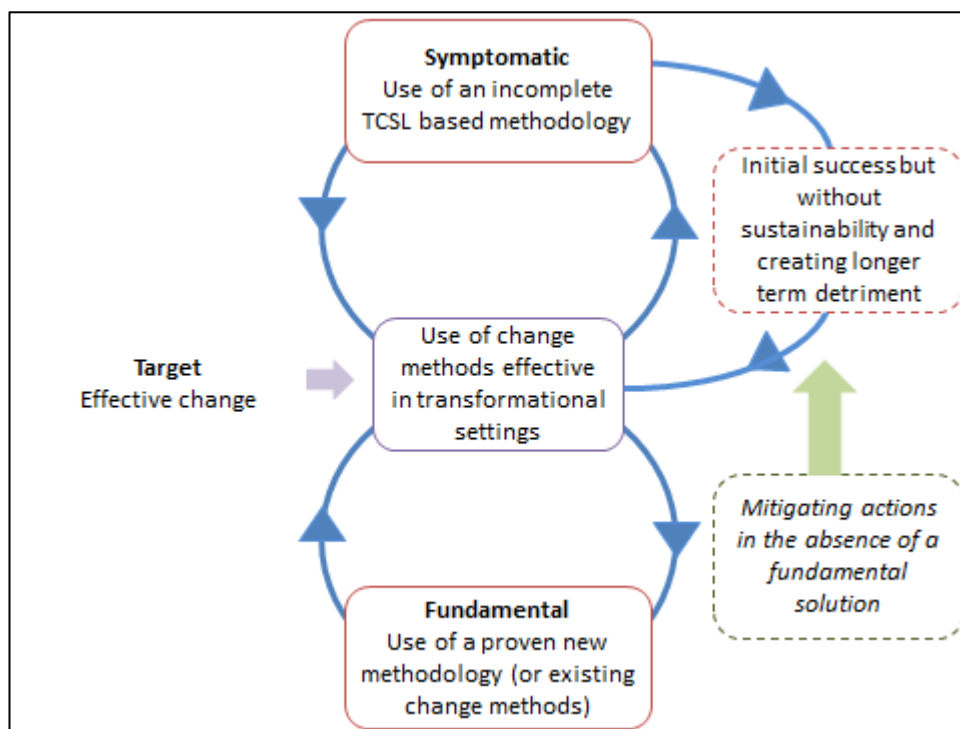 Symptomatic
Use of an incomplete
TCSL based methodology
Initial success but
without
sustainability and
creating longer
term detriment
Target
Effective change
Use of change
methods effective
in transformational
settings
Mitigating actions
in the absence of a
fundamental
solution
Fundamental
Use of a proven new
methodology (or existing
change methods)